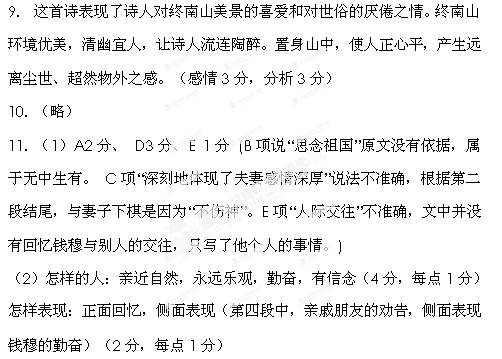 9． 这首诗表现了诗人对终南山美景的喜爱和对世俗的厌倦之情。终南山
环境优美，清幽宜人，让诗人流连陶醉。置身山中，使人正心平，产生远
离尘世、超然物外之感。（感情3分，分析3分）
10．（略）
11．（1）A2分、 D3分、E 1分 (B项说“思念祖国”原文没有依据，属
于无中生有。 C项“深刻地体现了夫妻感情深厚”说法不准确，根据第二
段结尾，与妻子下棋是因为“不伤神”。E项“人际交往”不准确，文中并没
有回忆钱穆与别人的交往，只写了他个人的事情。)
（2）怎样的人：亲近自然，永远乐观，勤奋，有信念（4分，每点1分）
怎样表现：正面回忆，侧面表现（第四段中，亲戚朋友的劝告，侧面表现
钱穆的勤奋）（2分，每点1分）